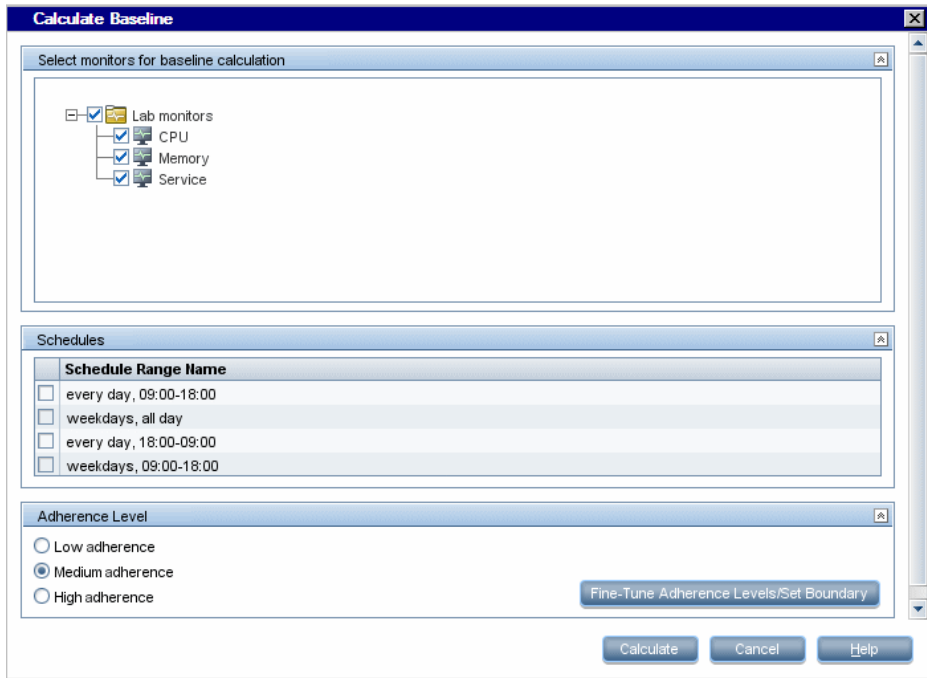 Calculate Baseline
Select monitors for baseline calculation
Lab monitors
CPU
Memory
Service
Schedules
Schedule Range Name
every day, 09:00-18:00
weekdays, all day
every day, 18:00-09:00
weekdays, 09:00-18:00
Adherence Level
Low adherence
Medium adherence
High adherence
Fine-Tune Adherence Levels/Set Boundary
Calculate Cancel Help